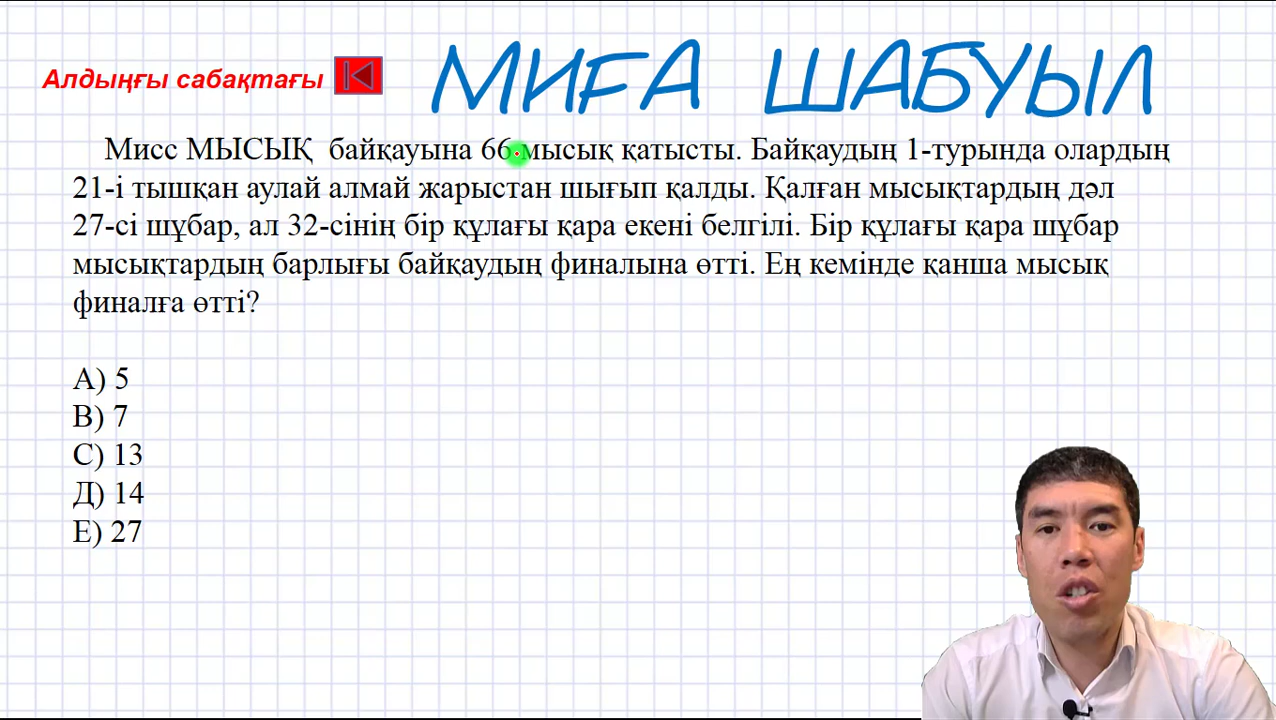 Алдыңғы сабақтағы
МИҒА ШАБУЫЛ
Мисс МЫСЫҚ байқауына 66 мысық қатысты. Байқаудың 1-турында олардың
21-і тышқан аулай алмай жарыстан шығып қалды. Қалған мысықтардың дәл
27-сі шұбар, ал 32-сінің бір құлағы қара екені белгілі. Бір құлағы қара шұбар
мысықтардың барлығы байқаудың финалына өтті. Ең кемінде қанша мысық
финалға өтті?
А) 5
В) 7
С) 13
Д) 14
Е) 27